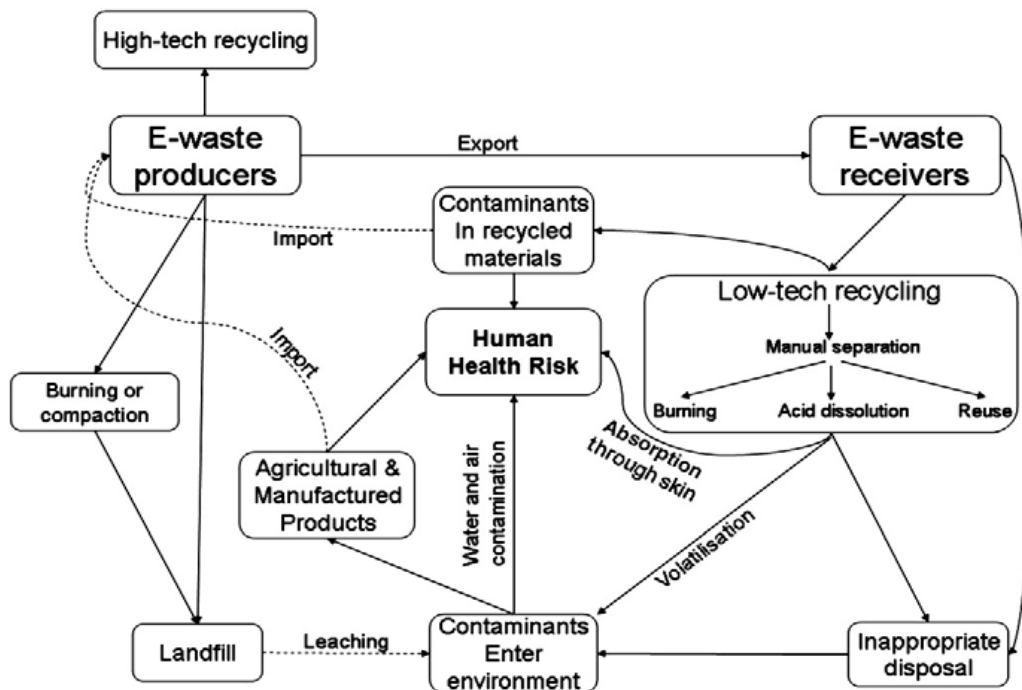 High-tech recycling
E-waste
producers
Export
E-waste
receivers
Contaminants
In recycled
materials
Import
Low-tech recycling
Manual separation
Burning
Acid dissolution
Reuse
Human
Health Risk
Import
Burning or
compaction
Absorption
through skin
Agricultural &
Manufactured
Products
Water and air
contamination
Volatilisation
Landfill
Leaching
Contaminants
Enter
environment
Inappropriate
disposal